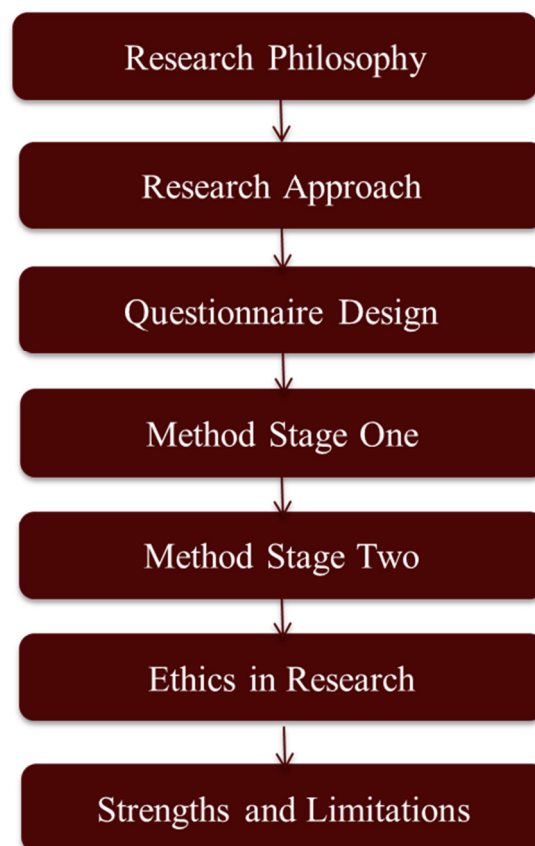 Research Philosophy
Research Approach
Questionnaire Design
Method Stage One
Method Stage Two
Ethics in Research
Strengths and Limitations